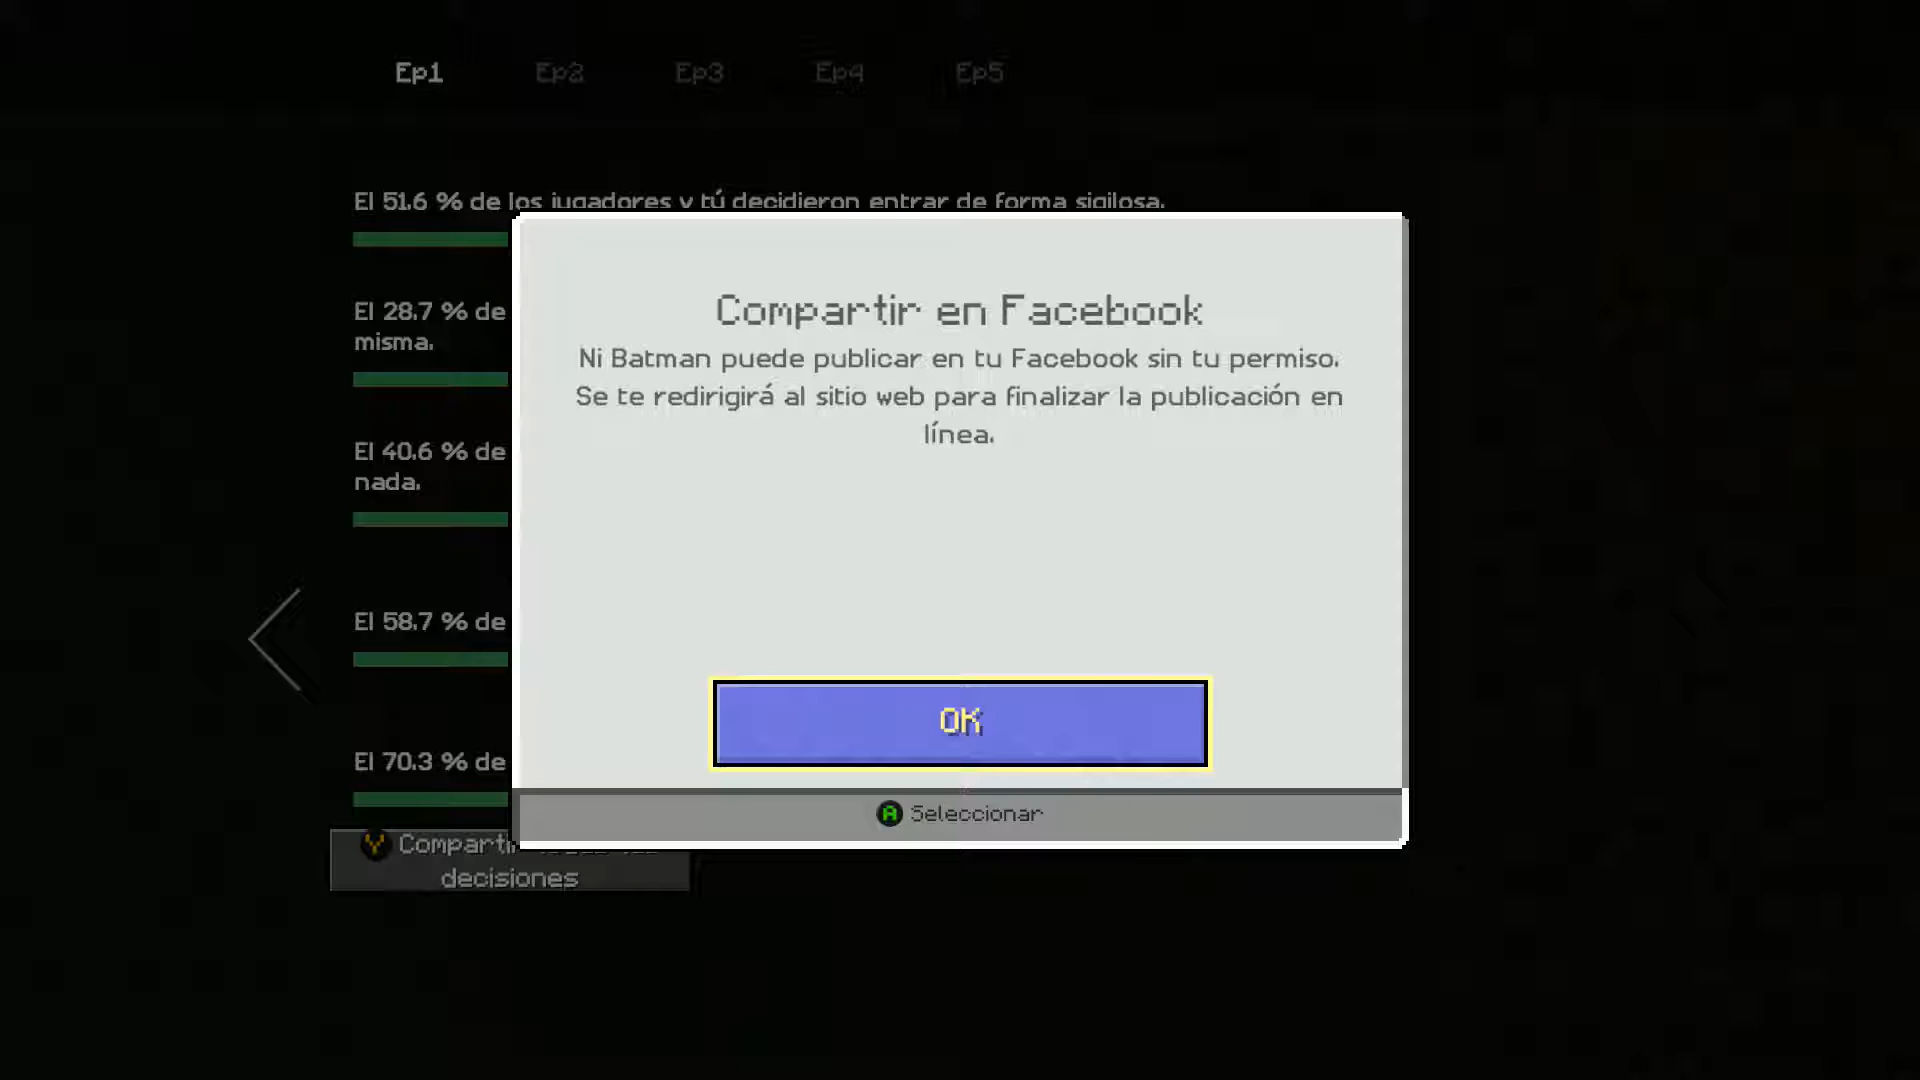 Ep1 Ep2 Ep3 Ep4 Ep5
El 51.6 % de los jugadores y tú decidieron entrar de forma sigilosa.
El 28.7 % de
misma.
El 40.6 % de
nada.
El 58.7 % de
El 70.3 % de
Y Compartir
decisiones
Compartir en Facebook
Ni Batman puede publicar en tu Facebook sin tu permiso.
Se te redirigirá al sitio web para finalizar la publicación en
línea.
OK
A Seleccionar